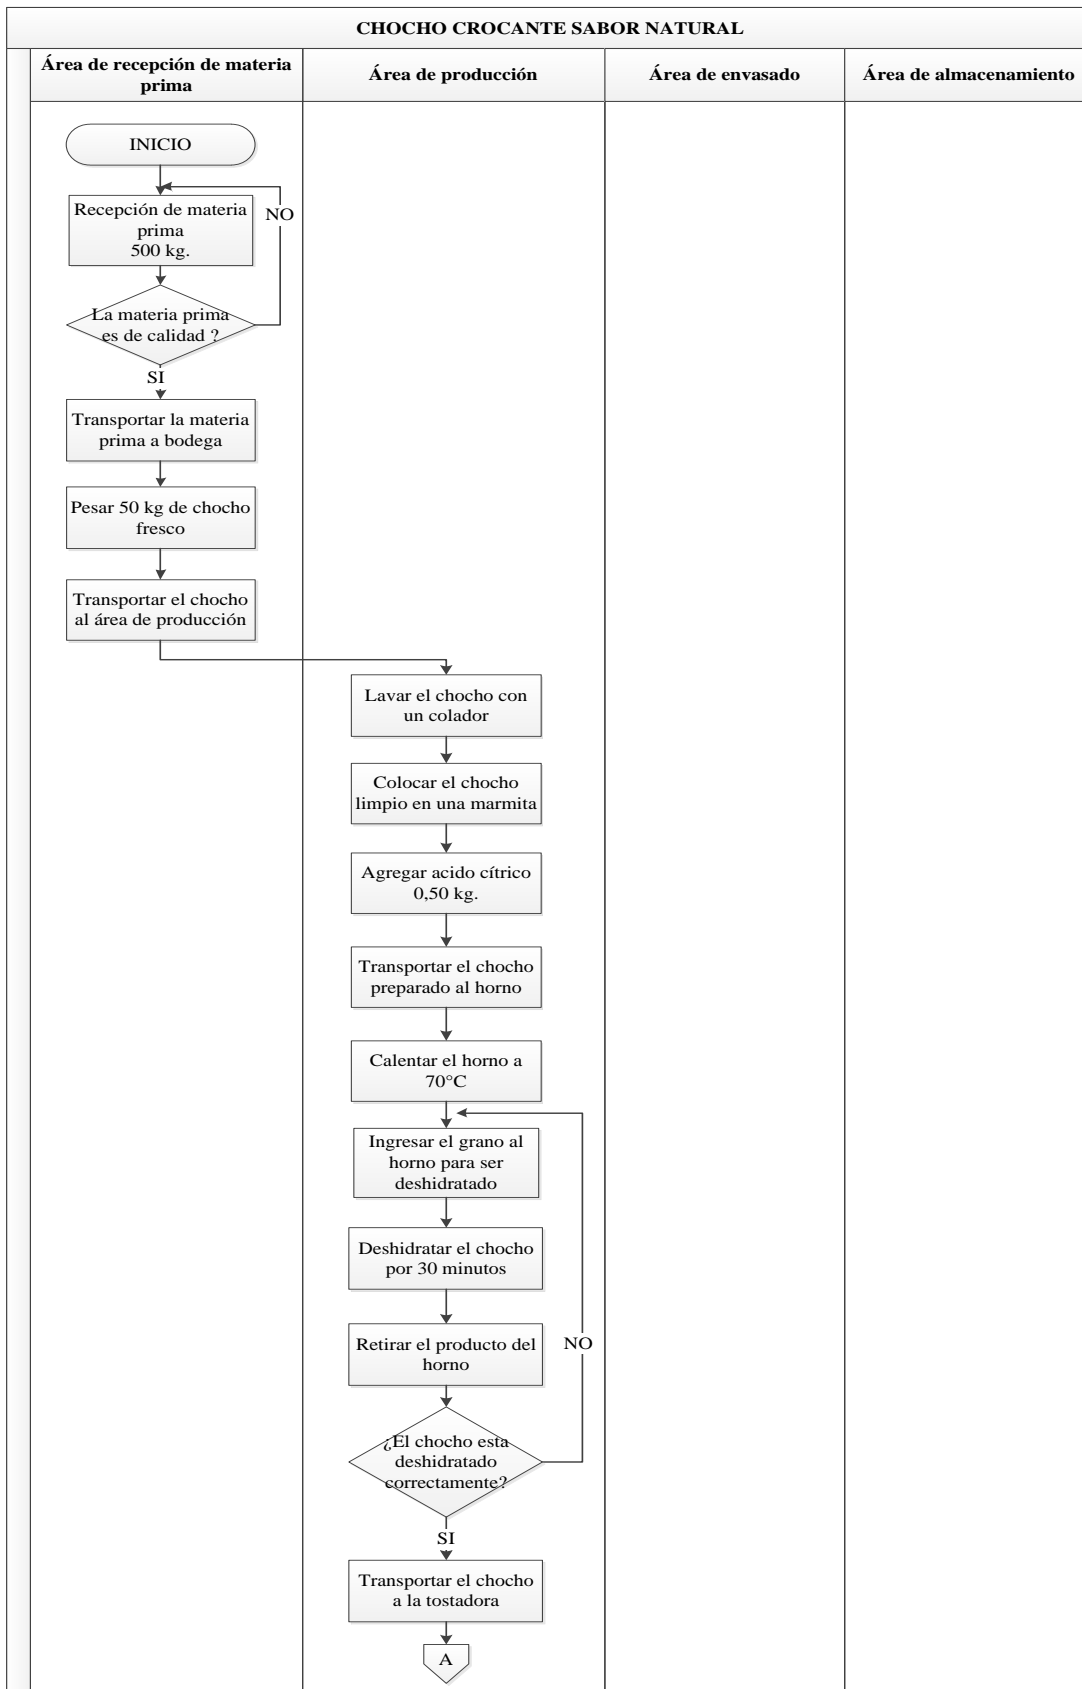 CHOCHO CROCANTE SABOR NATURAL
Área de recepción de materia
prima
Área de producción
Área de envasado
Área de almacenamiento
INICIO
Recepción de materia
prima
500 kg.
NO
La materia prima
es de calidad ?
SI
Transportar la materia
prima a bodega
Pesar 50 kg de chocho
fresco
Transportar el chocho
al área de producción
Lavar el chocho con
un colador
Colocar el chocho
limpio en una marmita
Agregar acido cítrico
0,50 kg.
Transportar el chocho
preparado al horno
Calentar el horno a
70°C
Ingresar el grano al
horno para ser
deshidratado
Deshidratar el chocho
por 30 minutos
Retirar el producto del
horno
NO
¿El chocho esta
deshidratado
correctamente?
SI
Transportar el chocho
a la tostadora
A